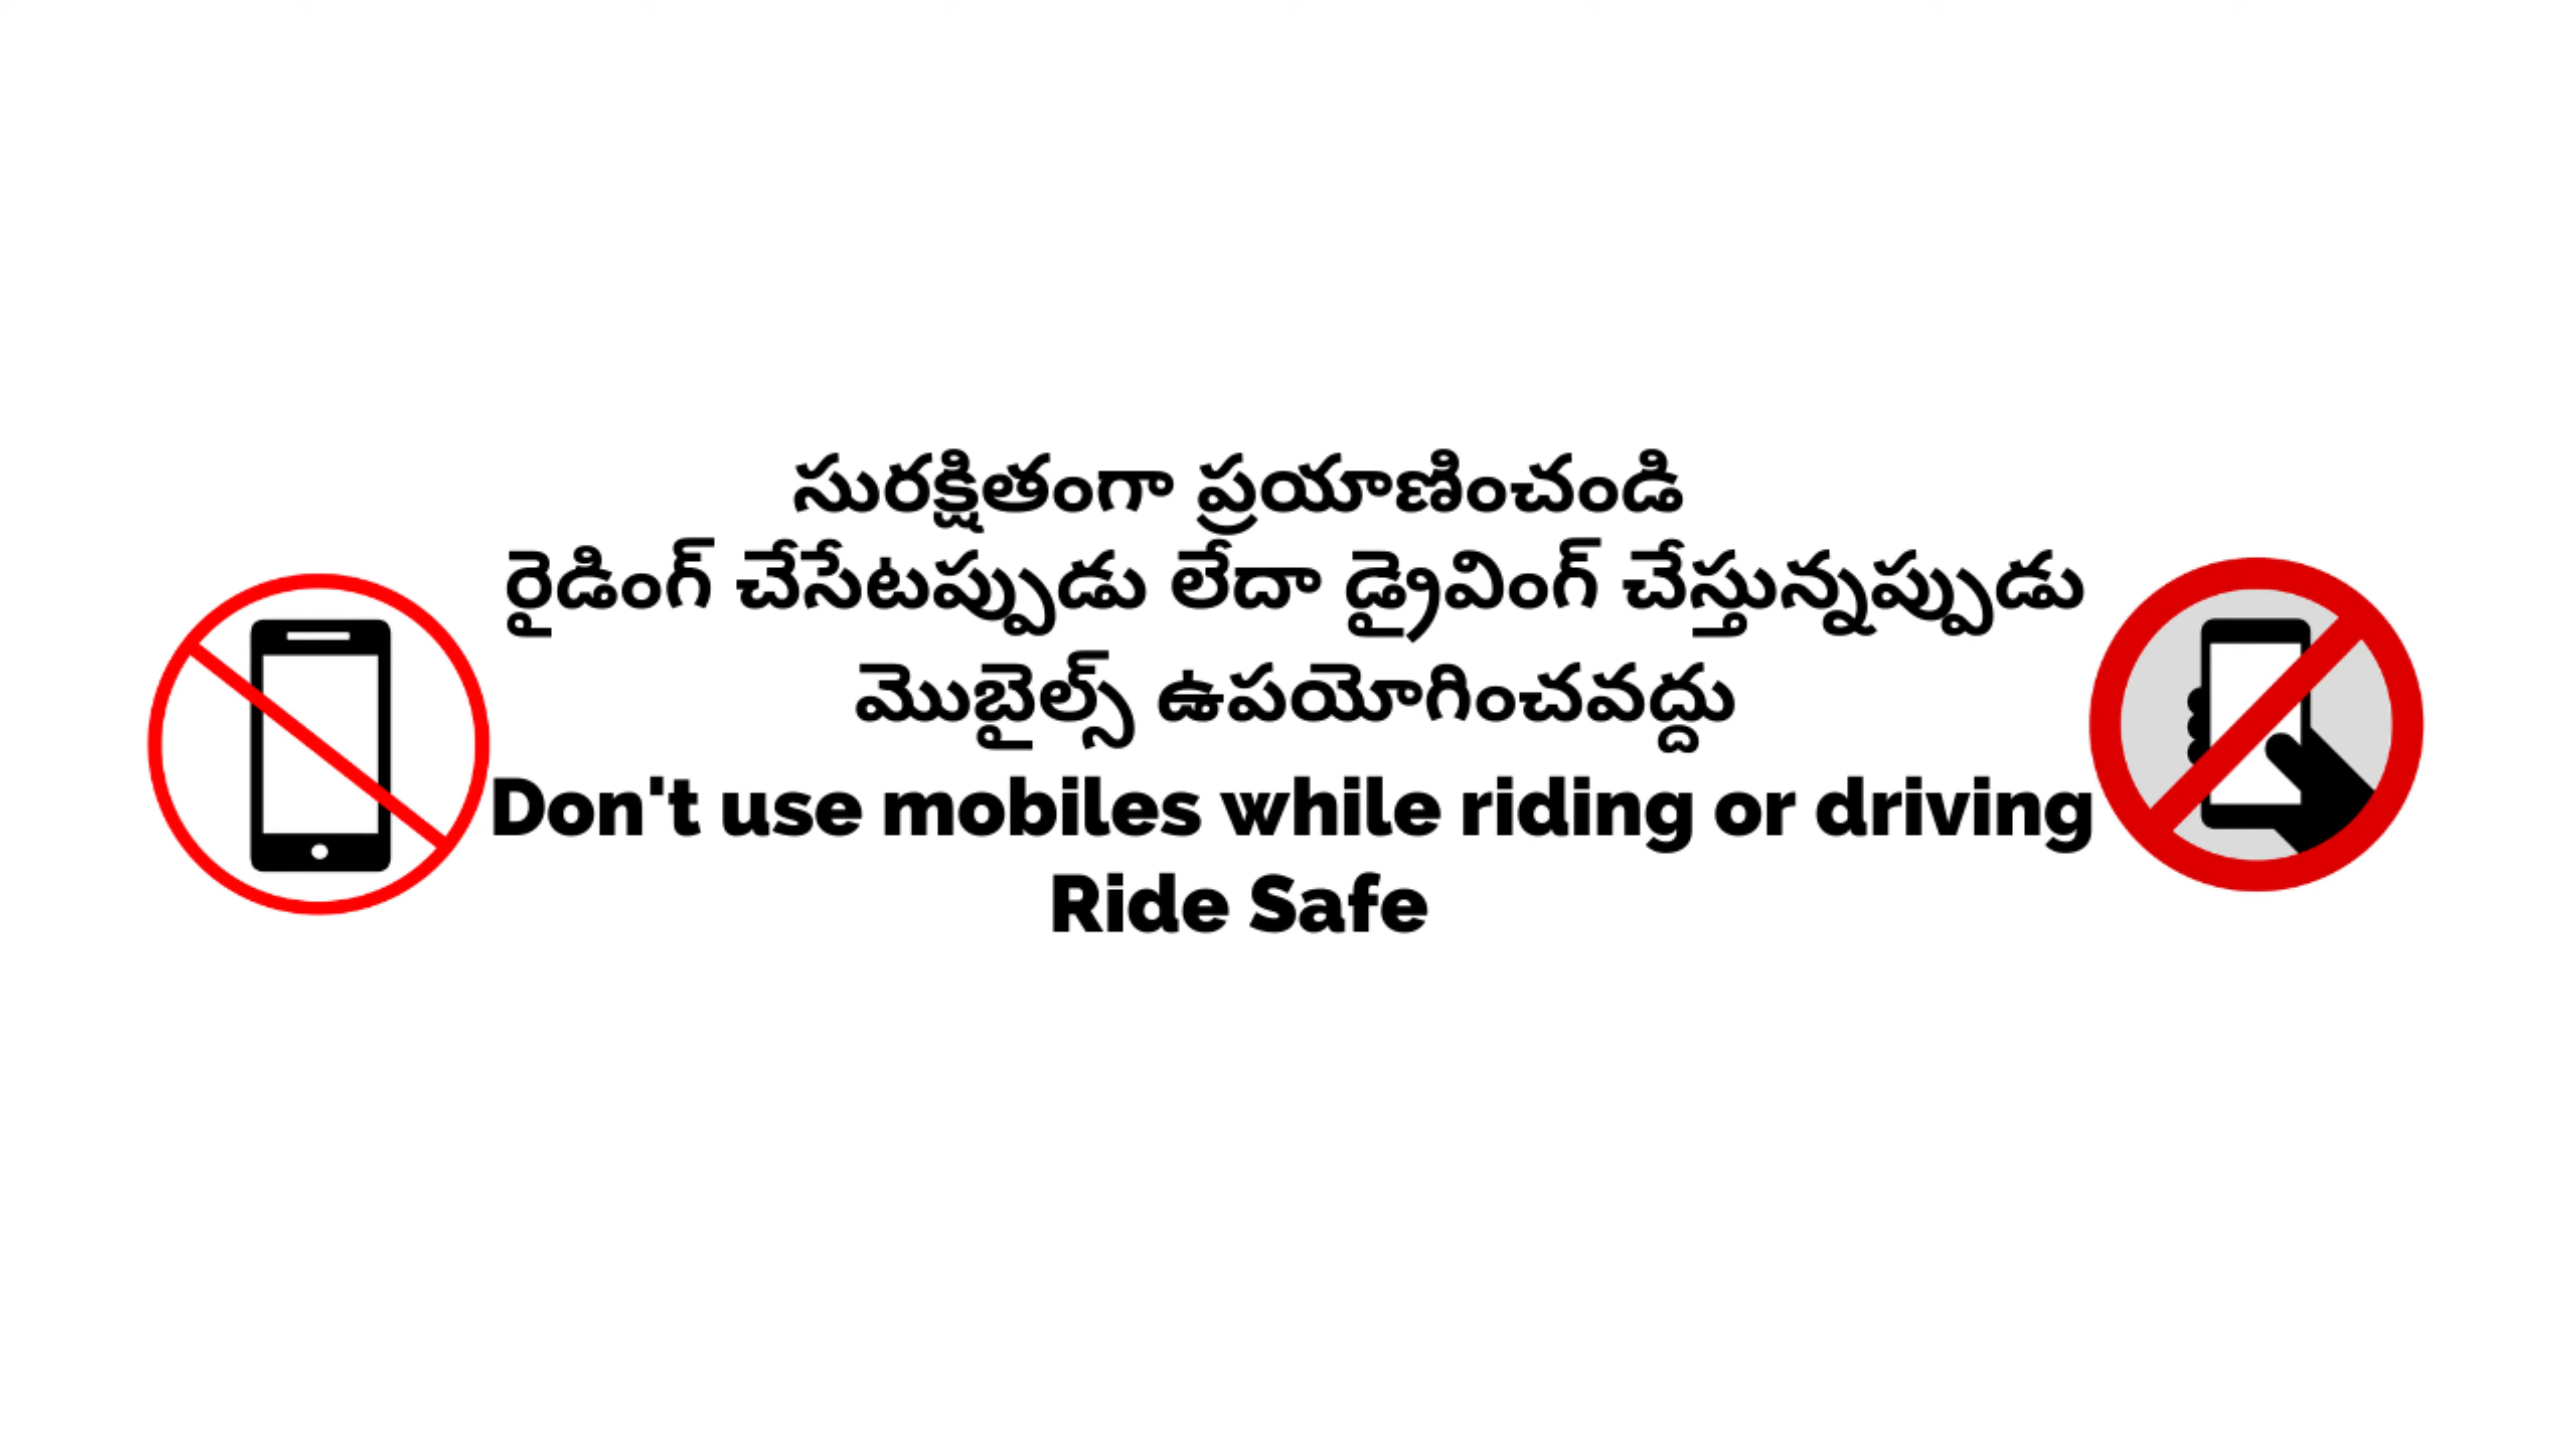 సురక్షితంగా ప్రయాణించండి
రైడింగ్ చేసేటప్పుడు లేదా డ్రైవింగ్ చేస్తున్నప్పుడు
మొబైల్స్ ఉపయోగించవద్దు
Don't use mobiles while riding or driving
Ride Safe